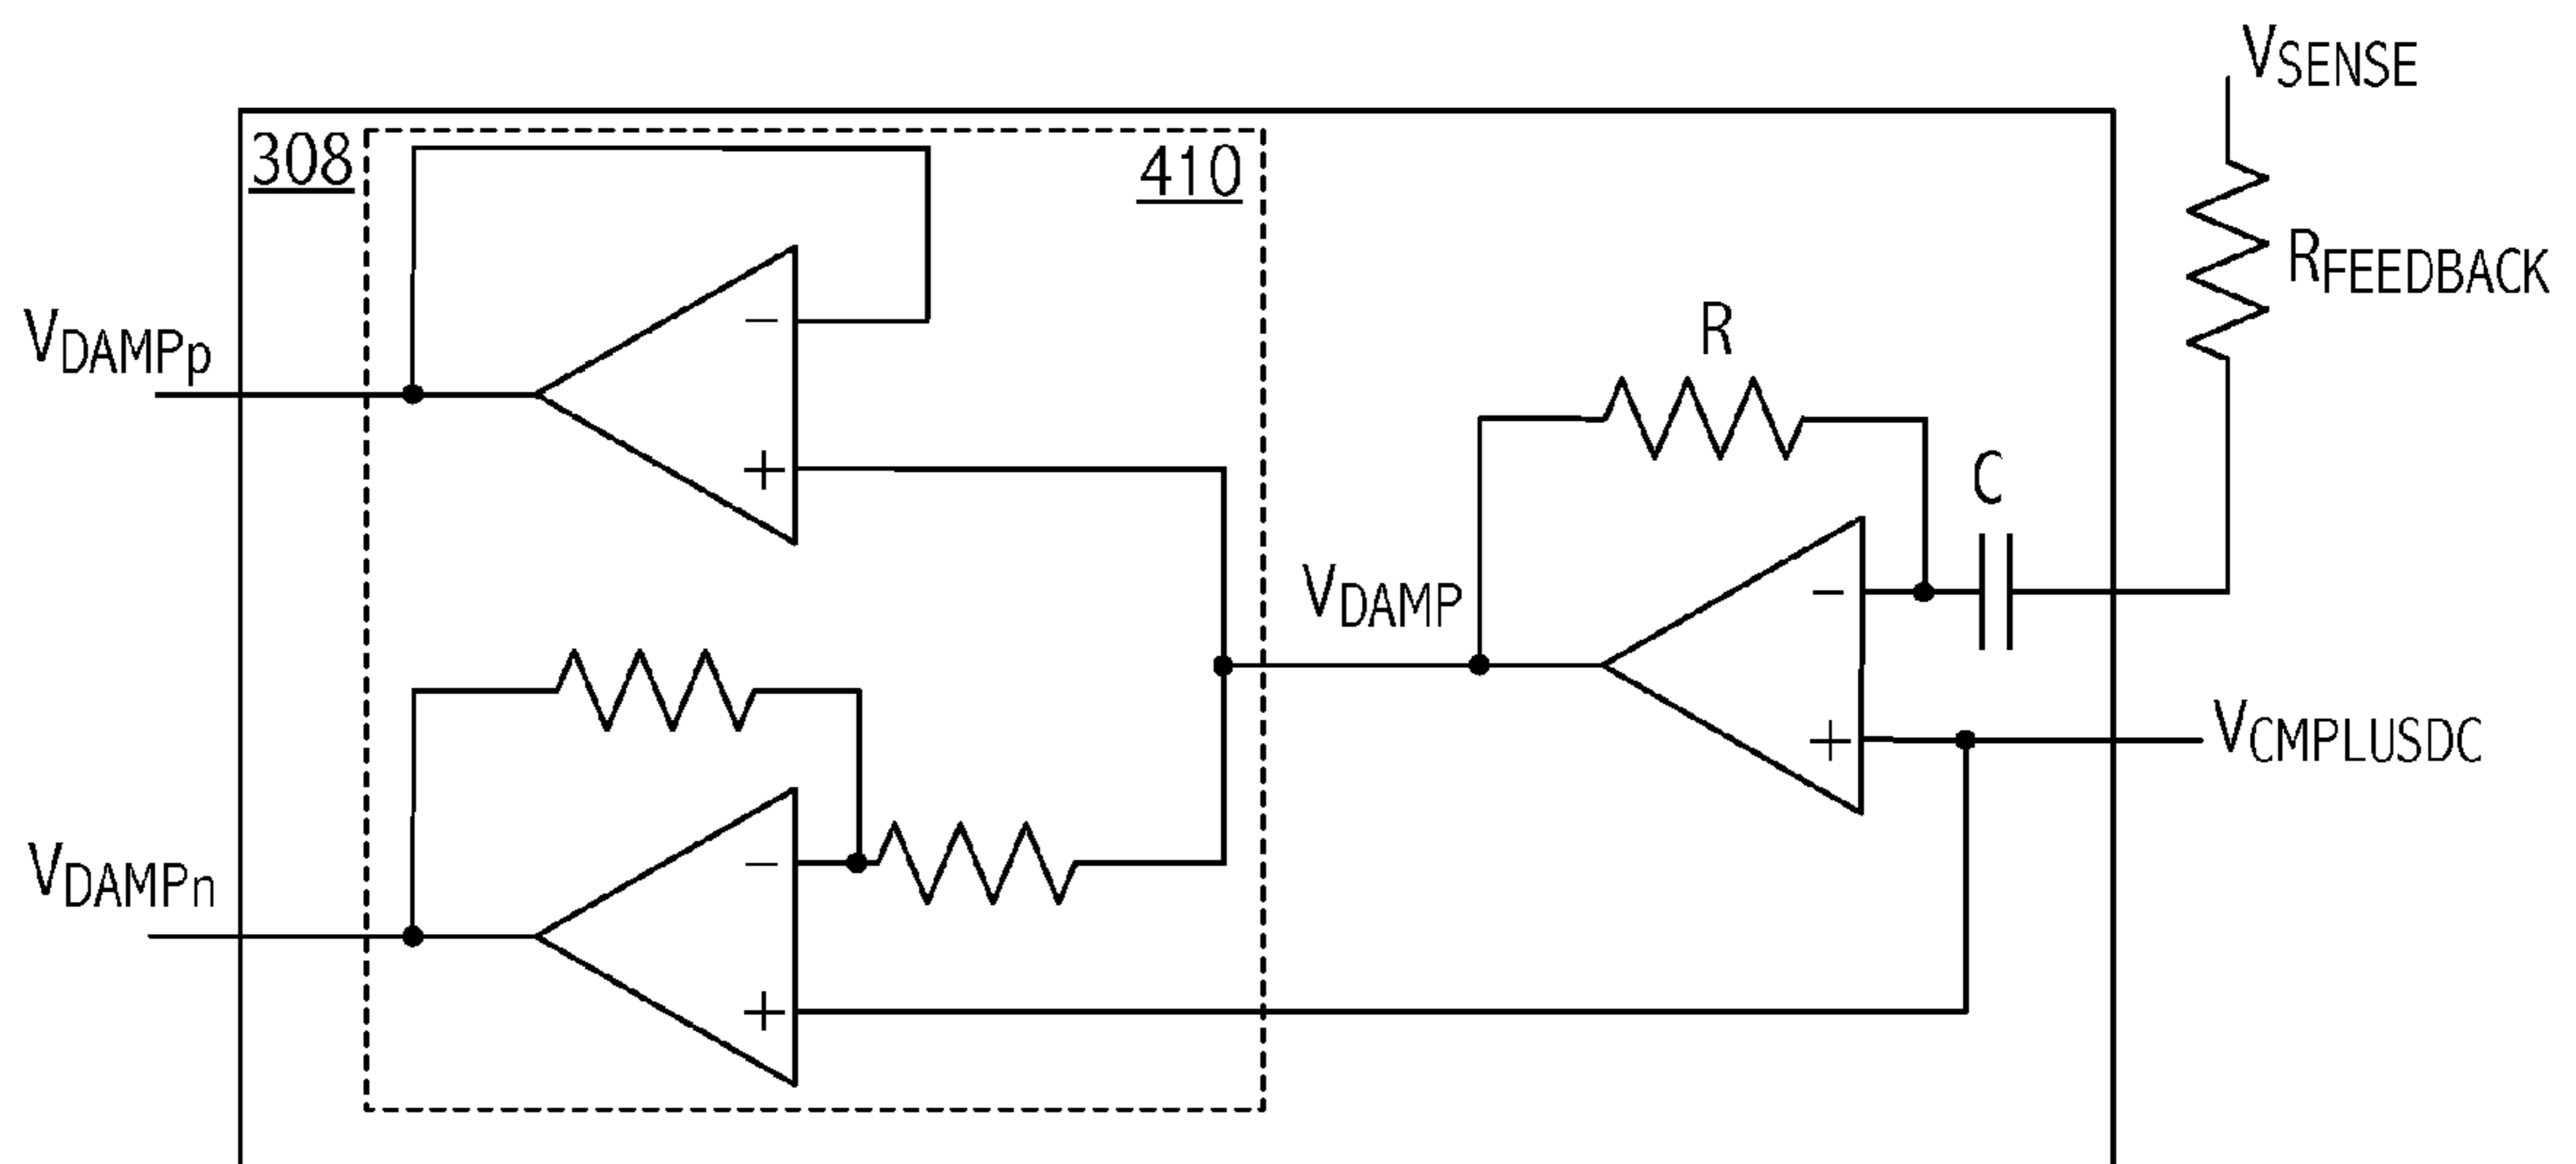 VSENSE
308
410
RFEEDBACK
R
VDAMPp
C
VDAMP
−
+
−
+
VCMPLUSDC
VDAMPn
−
+